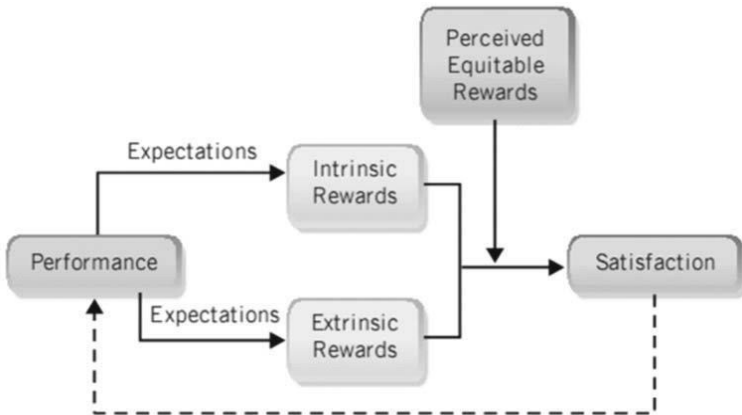 Perceived
Equitable
Rewards
Expectations
Intrinsic
Rewards
Performance
Satisfaction
Expectations
Extrinsic
Rewards